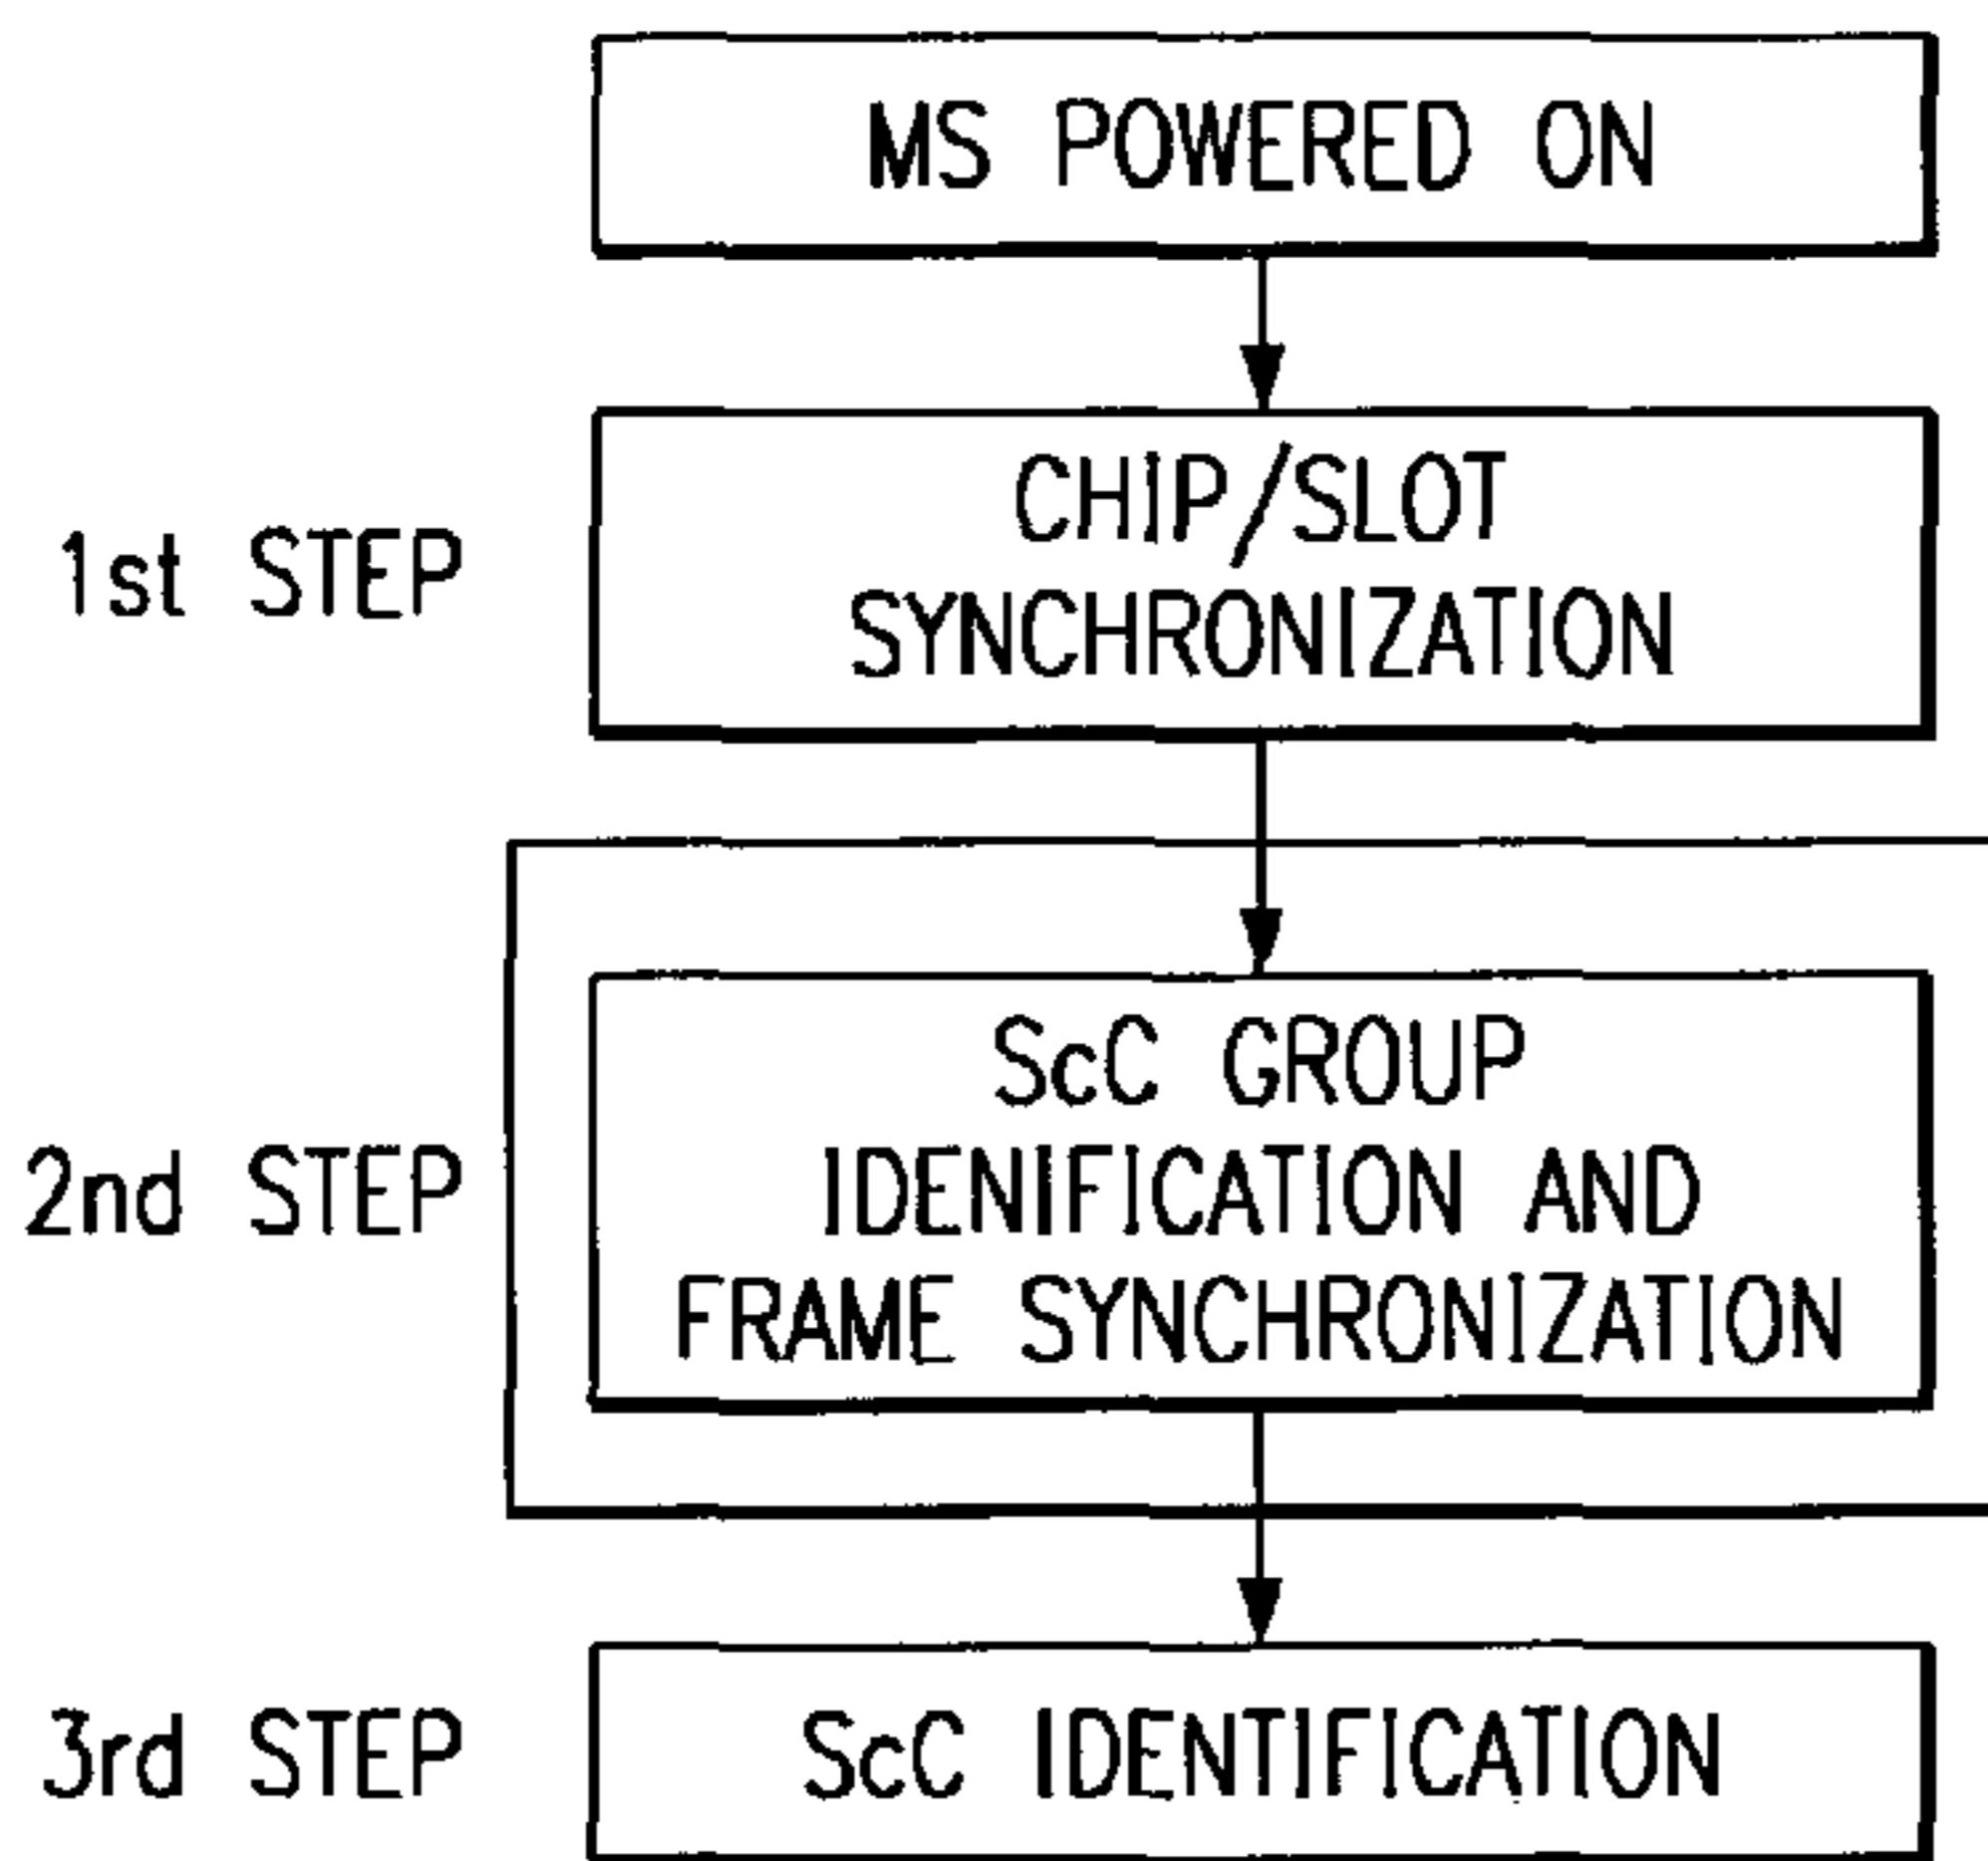 MS POWERED ON
1st STEP
CHIP/SLOT
SYNCHRONIZATION
2nd STEP
ScC GROUP
IDENIFICATION AND
FRAME SYNCHRONIZATION
3rd STEP
ScC IDENTIFICATION